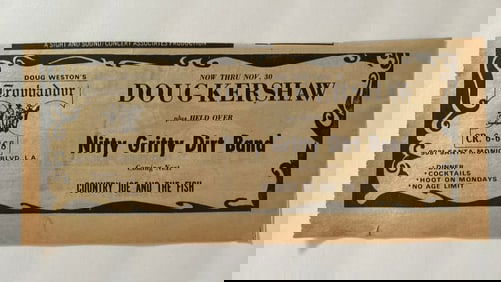 A SIGHT AND SOUND/CONCERT ASSOCIATES PRODUCTION
DOUG WESTON'S
Troubadour
L.A.
NOW THRU NOV. 30
DOUG KERSHAW
plus HELD OVER
Nitty Gritty Dirt Band
Coming Next
"COUNTRY JOE AND THE FISH"
*DINNER
*COCKTAILS
*HOOT ON MONDAYS
*NO AGE LIMIT